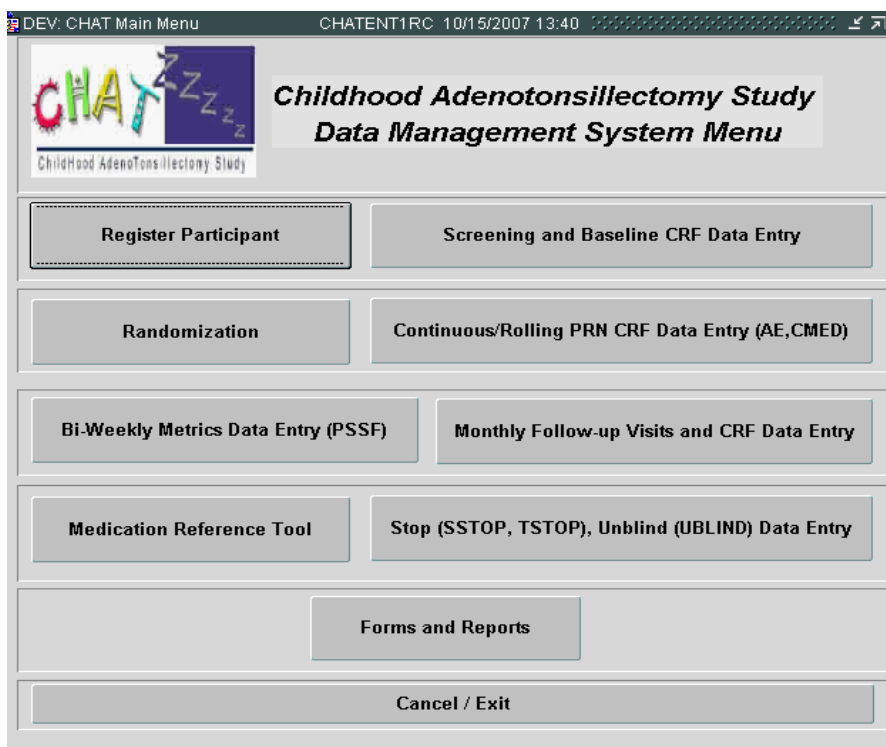 DEV: CHAT Main Menu CHATENT1RC 10/15/2007 13:40
CHAT
ZZZzz
ChildHood AdenoTonsillectomy Study
Childhood Adenotonsillectomy Study
Data Management System Menu
Register Participant
Screening and Baseline CRF Data Entry
Randomization
Continuous/Rolling PRN CRF Data Entry (AE,CMED)
Bi-Weekly Metrics Data Entry (PSSF)
Monthly Follow-up Visits and CRF Data Entry
Medication Reference Tool
Stop (SSTOP, TSTOP), Unblind (UBLIND) Data Entry
Forms and Reports
Cancel / Exit